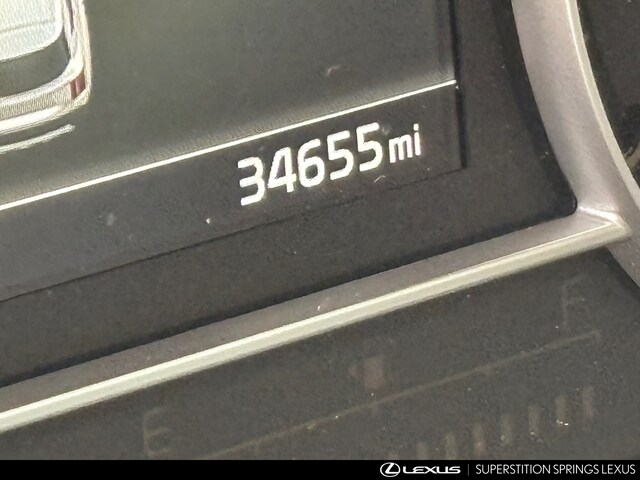 34655mi
F
E
LEXUS | SUPERSTITION SPRINGS LEXUS